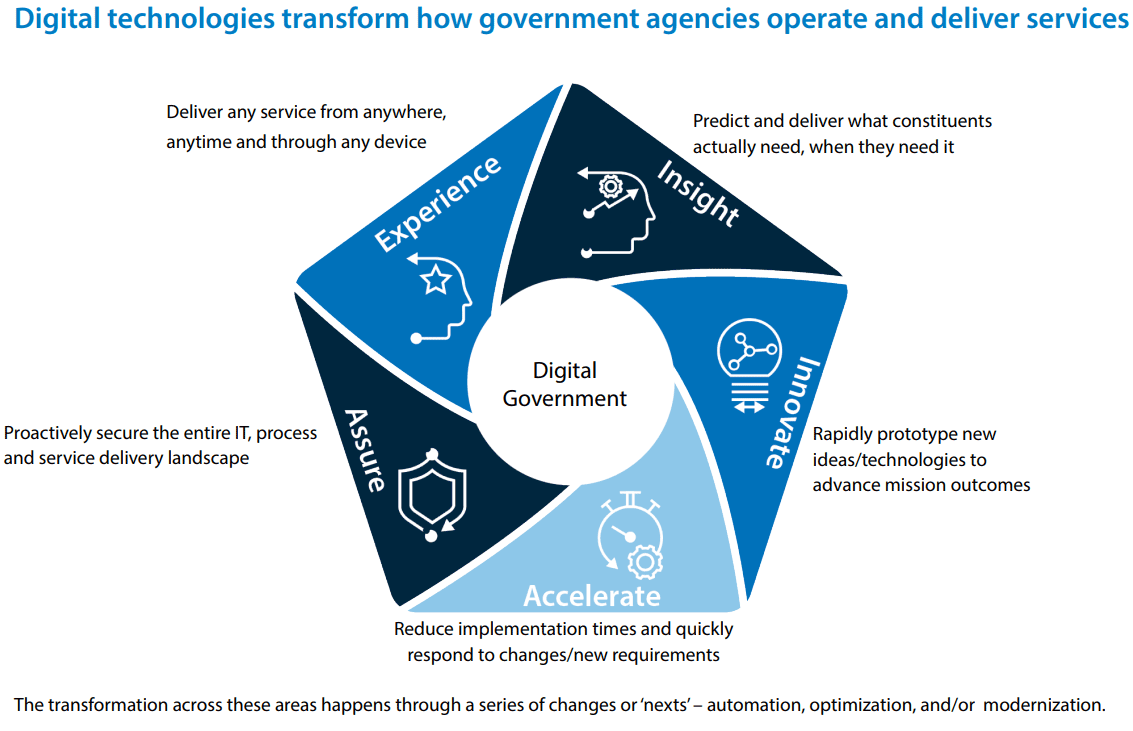 Digital technologies transform how government agencies operate and deliver services
Deliver any service from anywhere,
anytime and through any device
Predict and deliver what constituents
actually need, when they need it
Experience
Insight
Digital
Government
Assure
Innovate
Proactively secure the entire IT, process
and service delivery landscape
Rapidly prototype new
ideas/technologies to
advance mission outcomes
Accelerate
Reduce implementation times and quickly
respond to changes/new requirements
The transformation across these areas happens through a series of changes or ‘nexts’ – automation, optimization, and/or modernization.